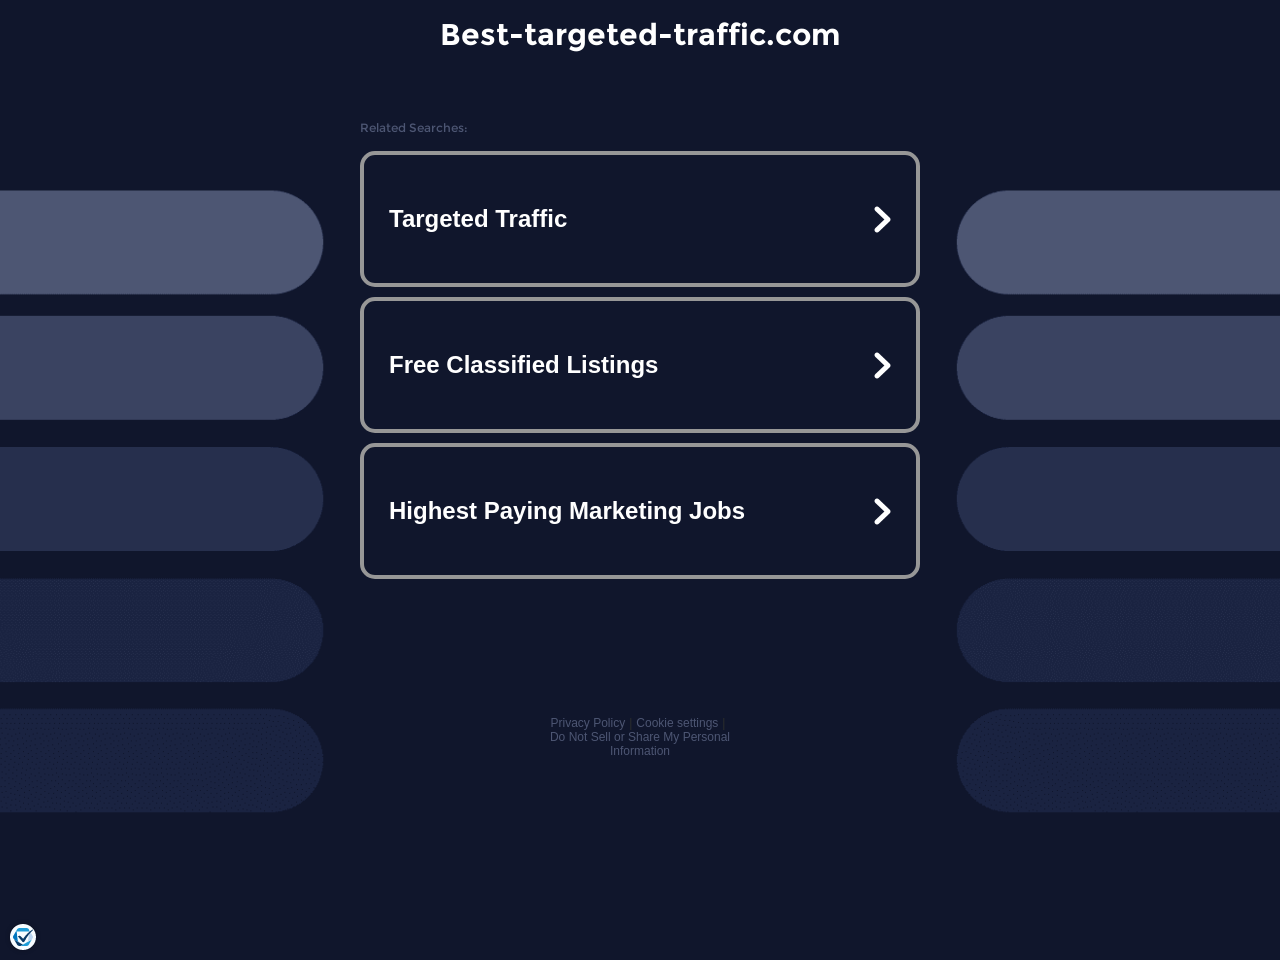 Best-targeted-traffic.com
Related Searches:
Targeted Traffic
Free Classified Listings
Highest Paying Marketing Jobs
Privacy Policy | Cookie settings |
Do Not Sell or Share My Personal
Information